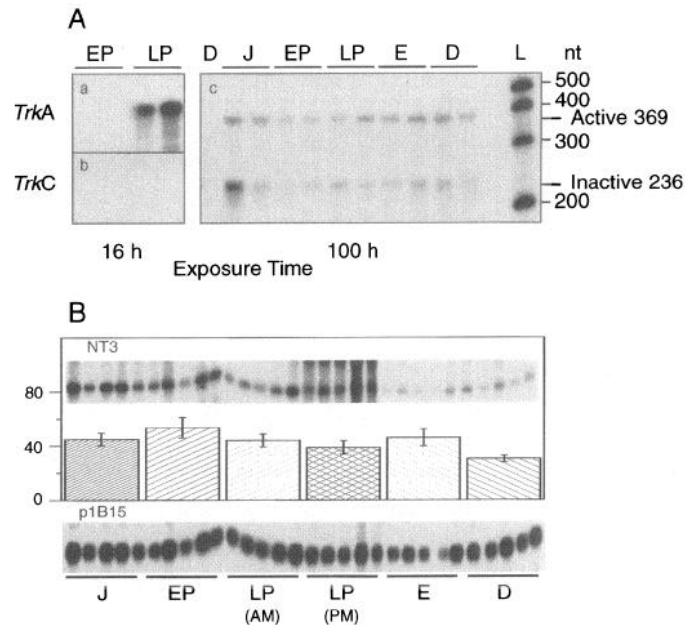 A
EP LP D J EP LP E D L nt
a
c
500
400
TrkA
Active 369
300
b
TrkC
Inactive 236
200
16 h 100 h
Exposure Time
B
NT3
80
40
0
p1B15
J EP LP LP E D
(AM) (PM)